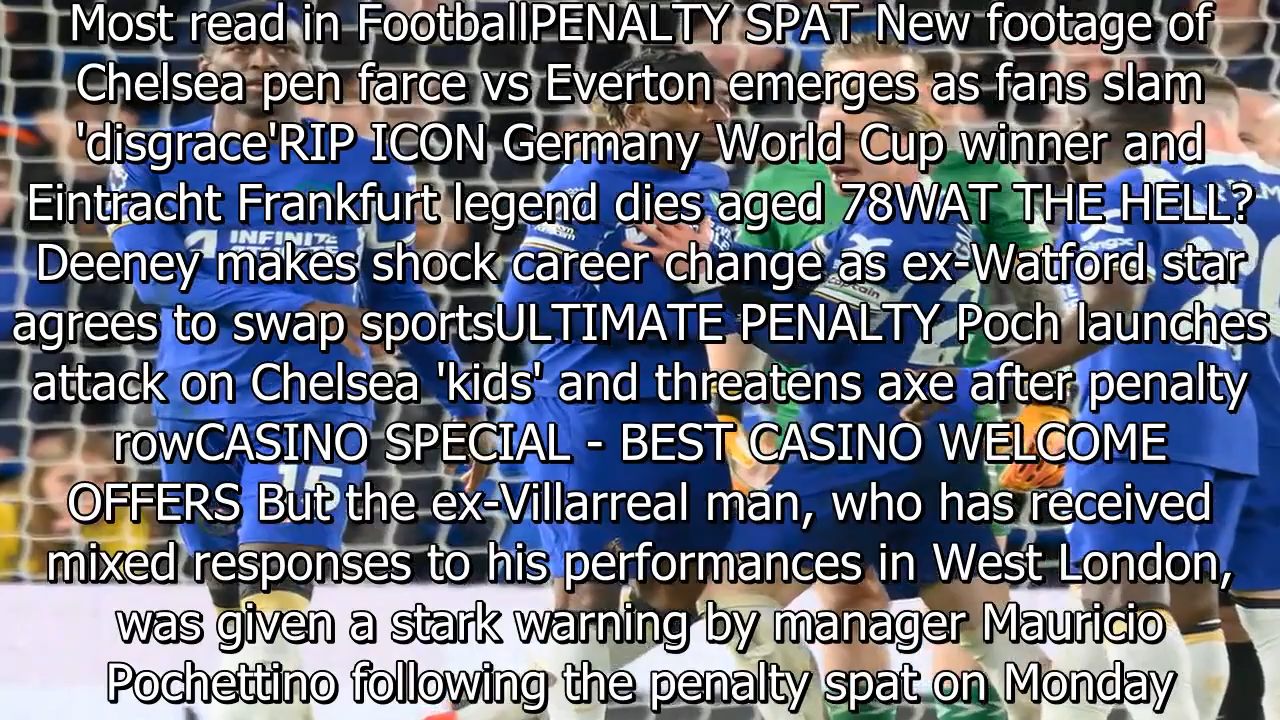 Most read in FootballPENALTY SPAT New footage of
Chelsea pen farce vs Everton emerges as fans slam
'disgrace'RIP ICON Germany World Cup winner and
Eintracht Frankfurt legend dies aged 78WAT THE HELL?
Deeney makes shock career change as ex-Watford star
agrees to swap sportsULTIMATE PENALTY Poch launches
attack on Chelsea 'kids' and threatens axe after penalty
rowCASINO SPECIAL - BEST CASINO WELCOME
OFFERS But the ex-Villarreal man, who has received
mixed responses to his performances in West London,
was given a stark warning by manager Mauricio
Pochettino following the penalty spat on Monday
INFINITE
captain
15